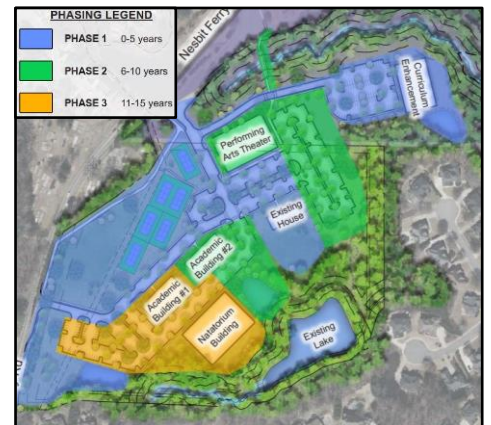 PHASING LEGEND
PHASE 1 0-5 years
PHASE 2 6-10 years
PHASE 3 11-15 years
Nesbit Ferry
Curriculum
Enhancement
Performing
Arts Theater
Existing
House
Academic
Building #2
Academic
Building #1
Natatorium
Building
Existing
Lake
Rd